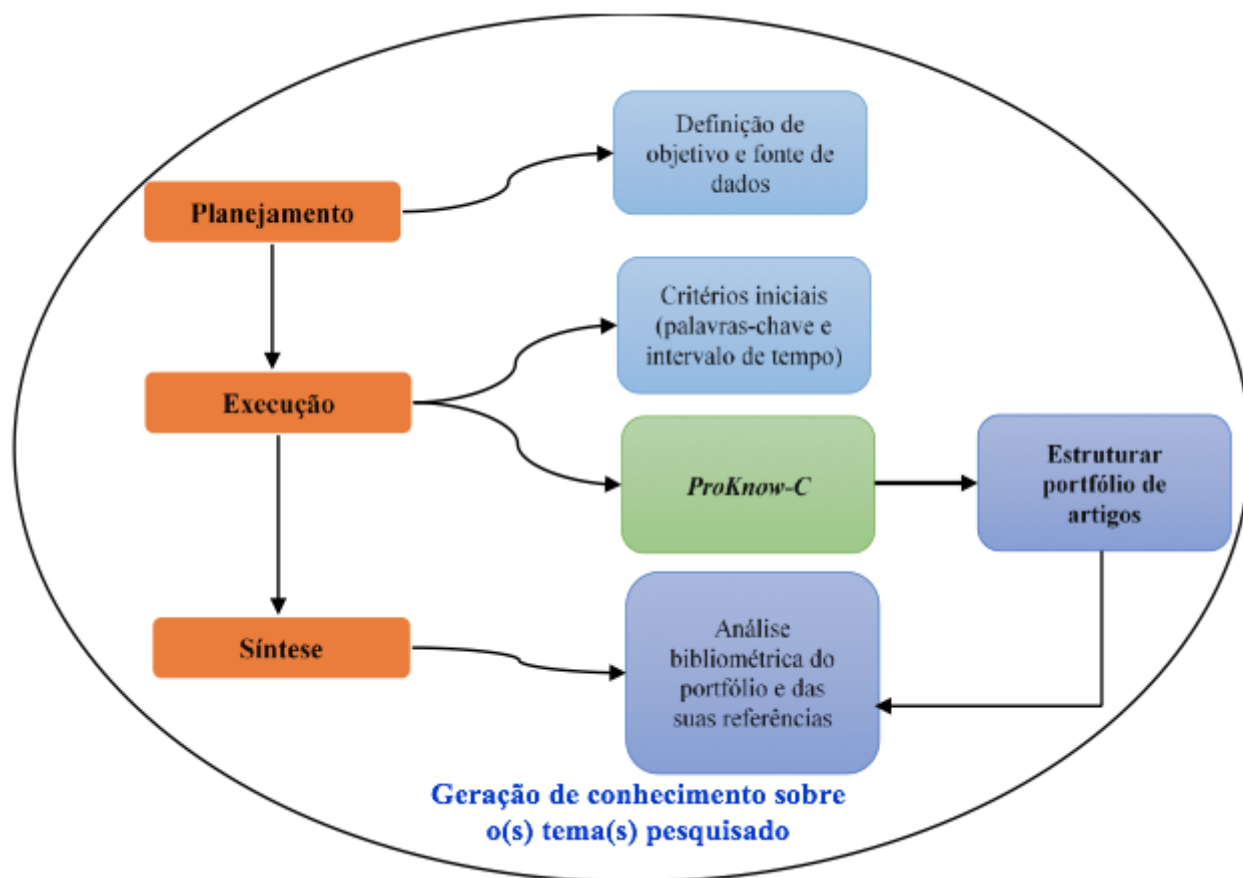 Definição de
objetivo e fonte de
dados
Planejamento
Critérios iniciais
(palavras-chave e
intervalo de tempo)
Execução
ProKnow-C
Estruturar
portfólio de
artigos
Síntese
Análise
bibliométrica do
portfólio e das
suas referências
Geração de conhecimento sobre
o(s) tema(s) pesquisado